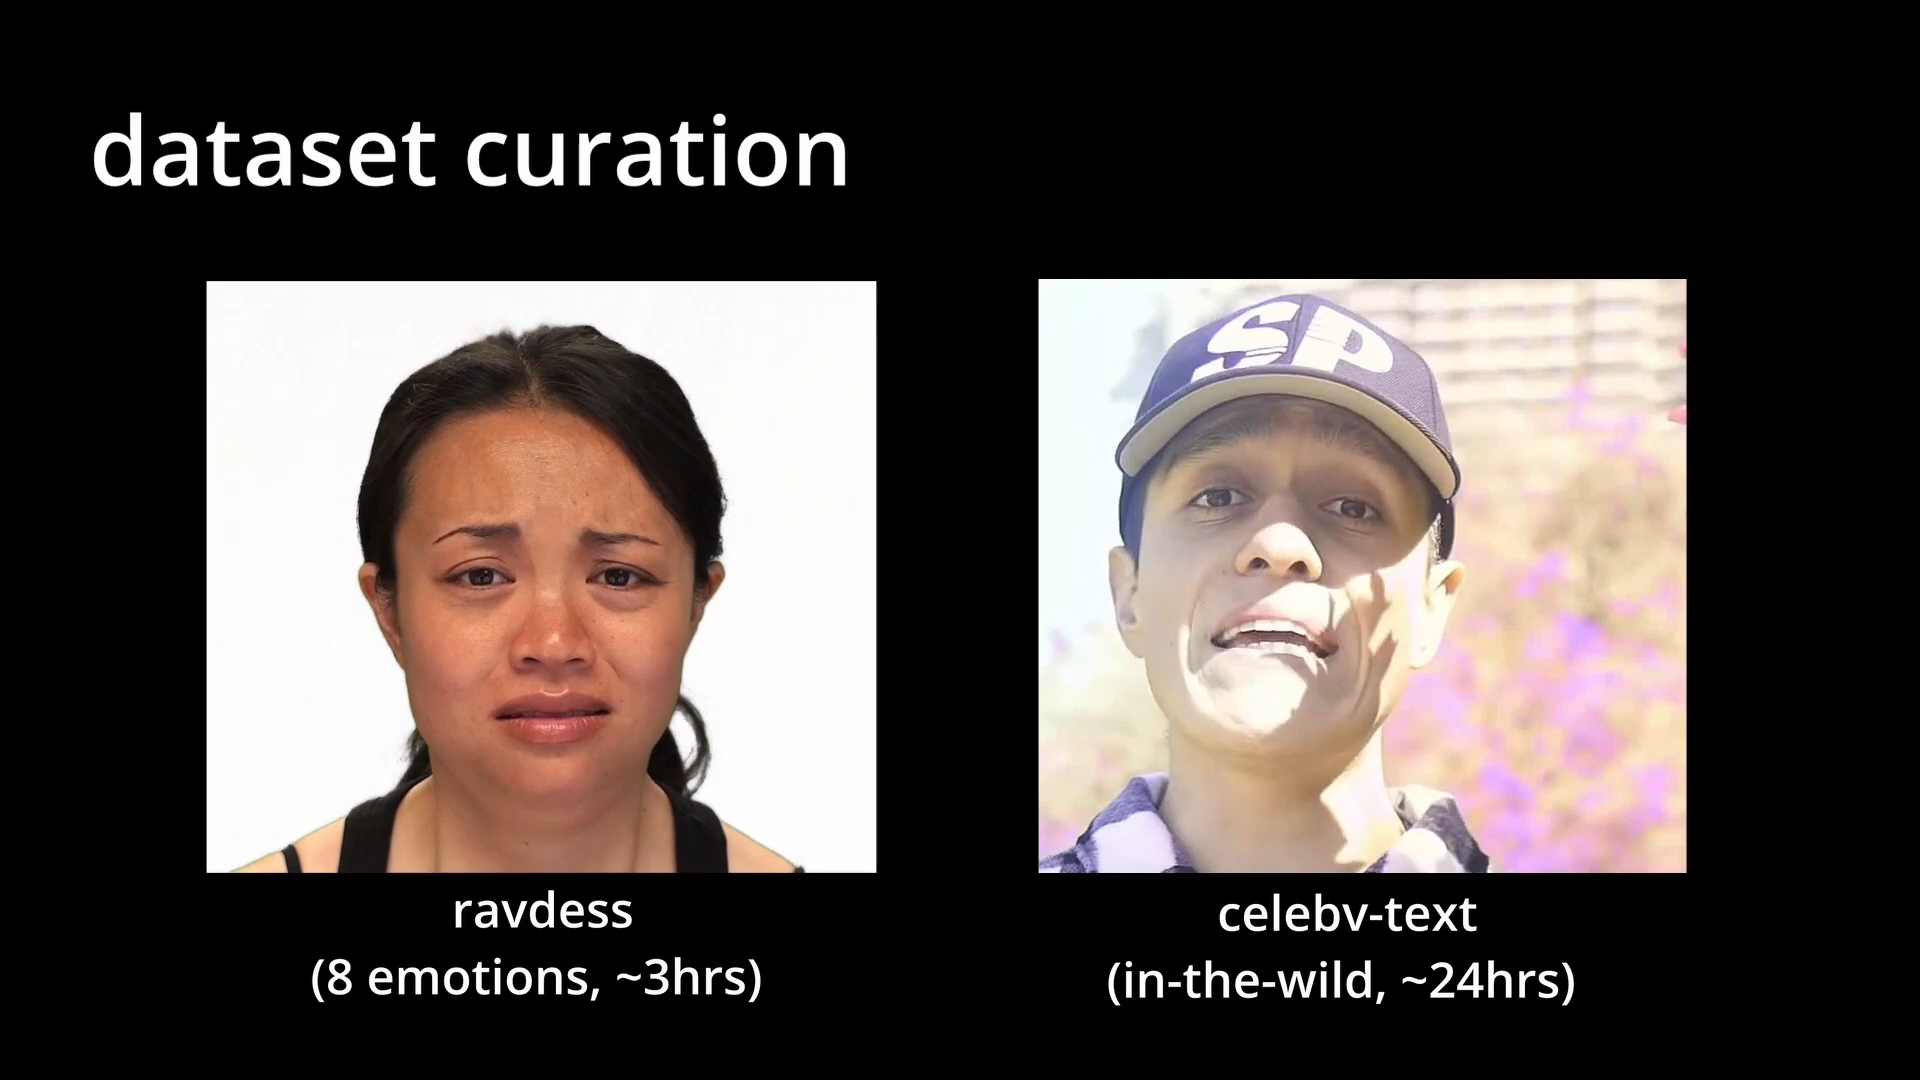 dataset curation
SP
ravdess
(8 emotions, ~3hrs)
celebv-text
(in-the-wild, ~24hrs)